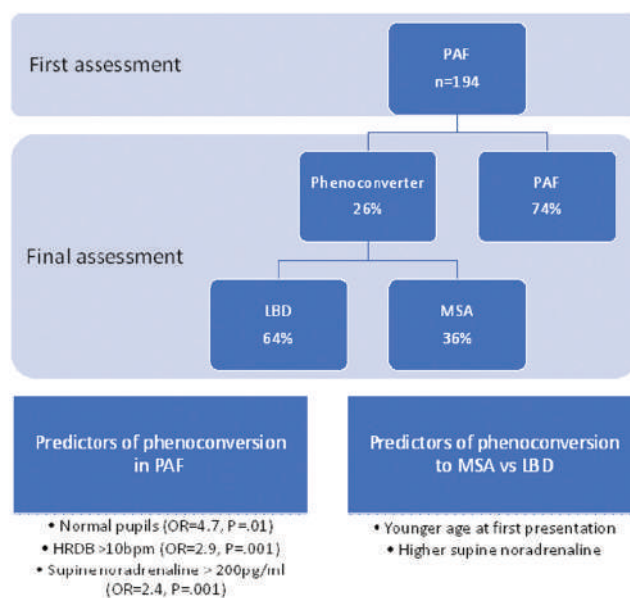 First assessment
PAF
n=194
Final assessment
Phenoconverter
26%
PAF
74%
LBD
64%
MSA
36%
Predictors of phenoconversion
in PAF
• Normal pupils (OR=4.7, P=.01)
• HRDB >10bpm (OR=2.9, P=.001)
• Supine noradrenaline > 200pg/ml
(OR=2.4, P=.001)
Predictors of phenoconversion
to MSA vs LBD
• Younger age at first presentation
• Higher supine noradrenaline